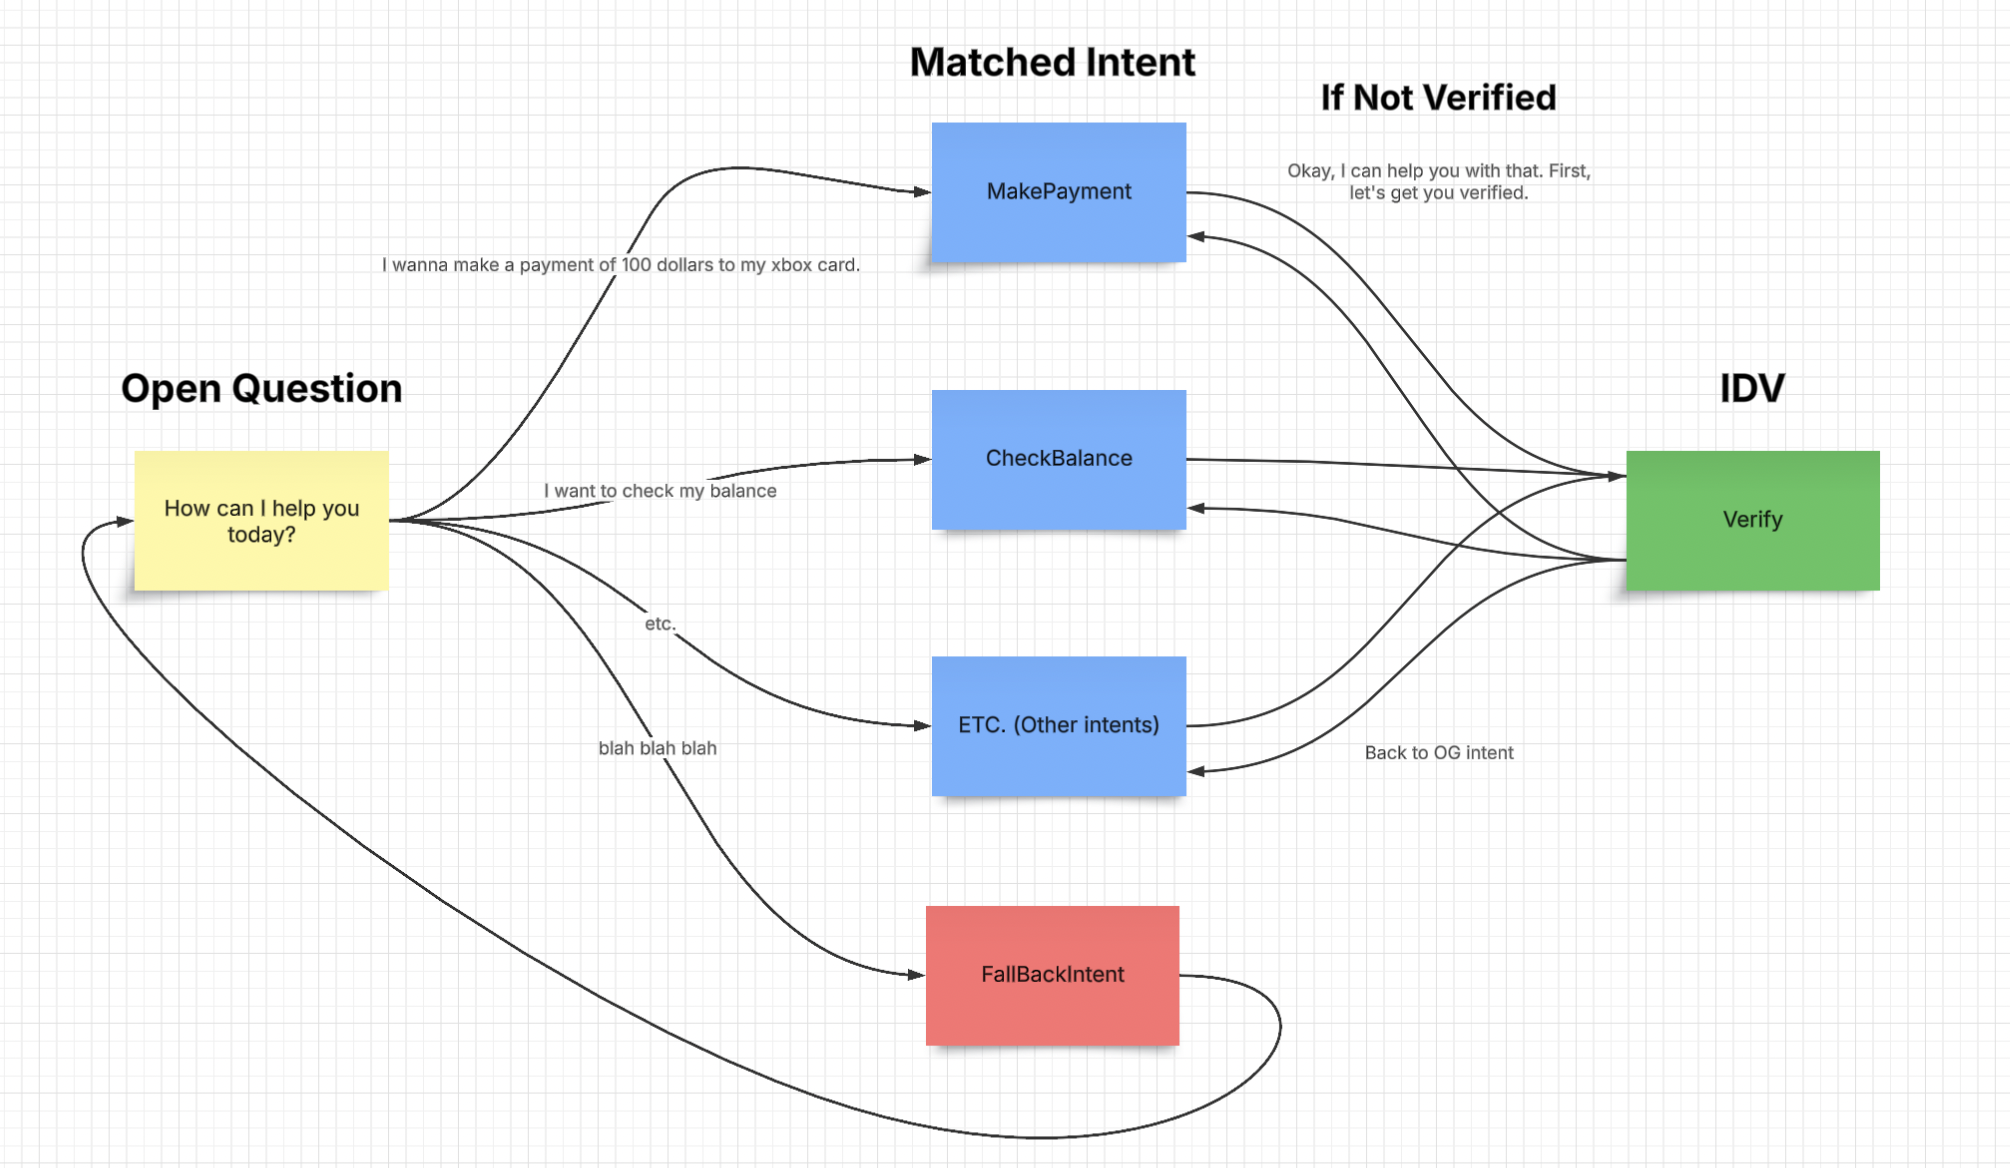 Matched Intent
If Not Verified
MakePayment
Okay, I can help you with that. First,
let's get you verified.
I wanna make a payment of 100 dollars to my xbox card.
Open Question
IDV
How can I help you
today?
I want to check my balance
CheckBalance
Verify
etc.
blah blah blah
ETC. (Other intents)
Back to OG intent
FallBackIntent